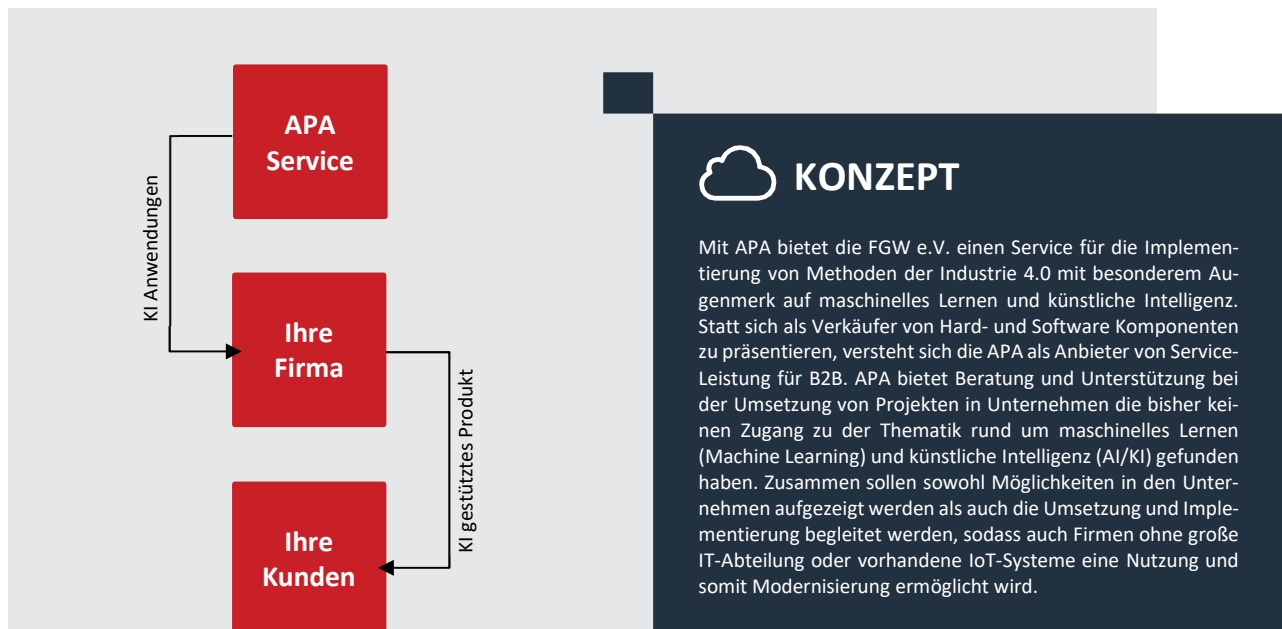 APA
Service
KI Anwendungen
Ihre
Firma
KI gestütztes Produkt
Ihre
Kunden
KONZEPT
Mit APA bietet die FGW e.V. einen Service für die Implemen-
tierung von Methoden der Industrie 4.0 mit besonderem Au-
genmerk auf maschinelles Lernen und künstliche Intelligenz.
Statt sich als Verkäufer von Hard- und Software Komponenten
zu präsentieren, versteht sich die APA als Anbieter von Service-
Leistung für B2B. APA bietet Beratung und Unterstützung bei
der Umsetzung von Projekten in Unternehmen die bisher kei-
nen Zugang zu der Thematik rund um maschinelles Lernen
(Machine Learning) und künstliche Intelligenz (AI/KI) gefunden
haben. Zusammen sollen sowohl Möglichkeiten in den Unter-
nehmen aufgezeigt werden als auch die Umsetzung und Imple-
mentierung begleitet werden, sodass auch Firmen ohne große
IT-Abteilung oder vorhandene IoT-Systeme eine Nutzung und
somit Modernisierung ermöglicht wird.